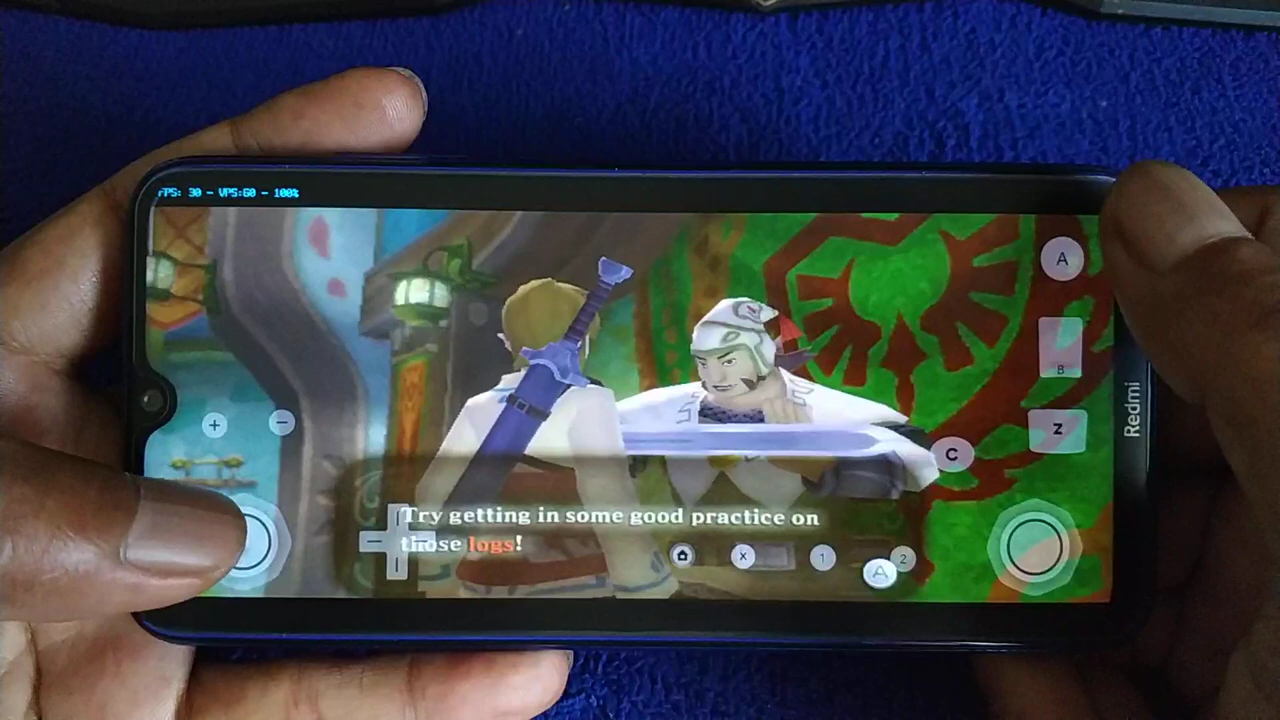 FPS: 30 - VPS:60 - 100%
A
B
Z
C
+
-
Redmi
Try getting in some good practice on
those logs!
X
1
2
A